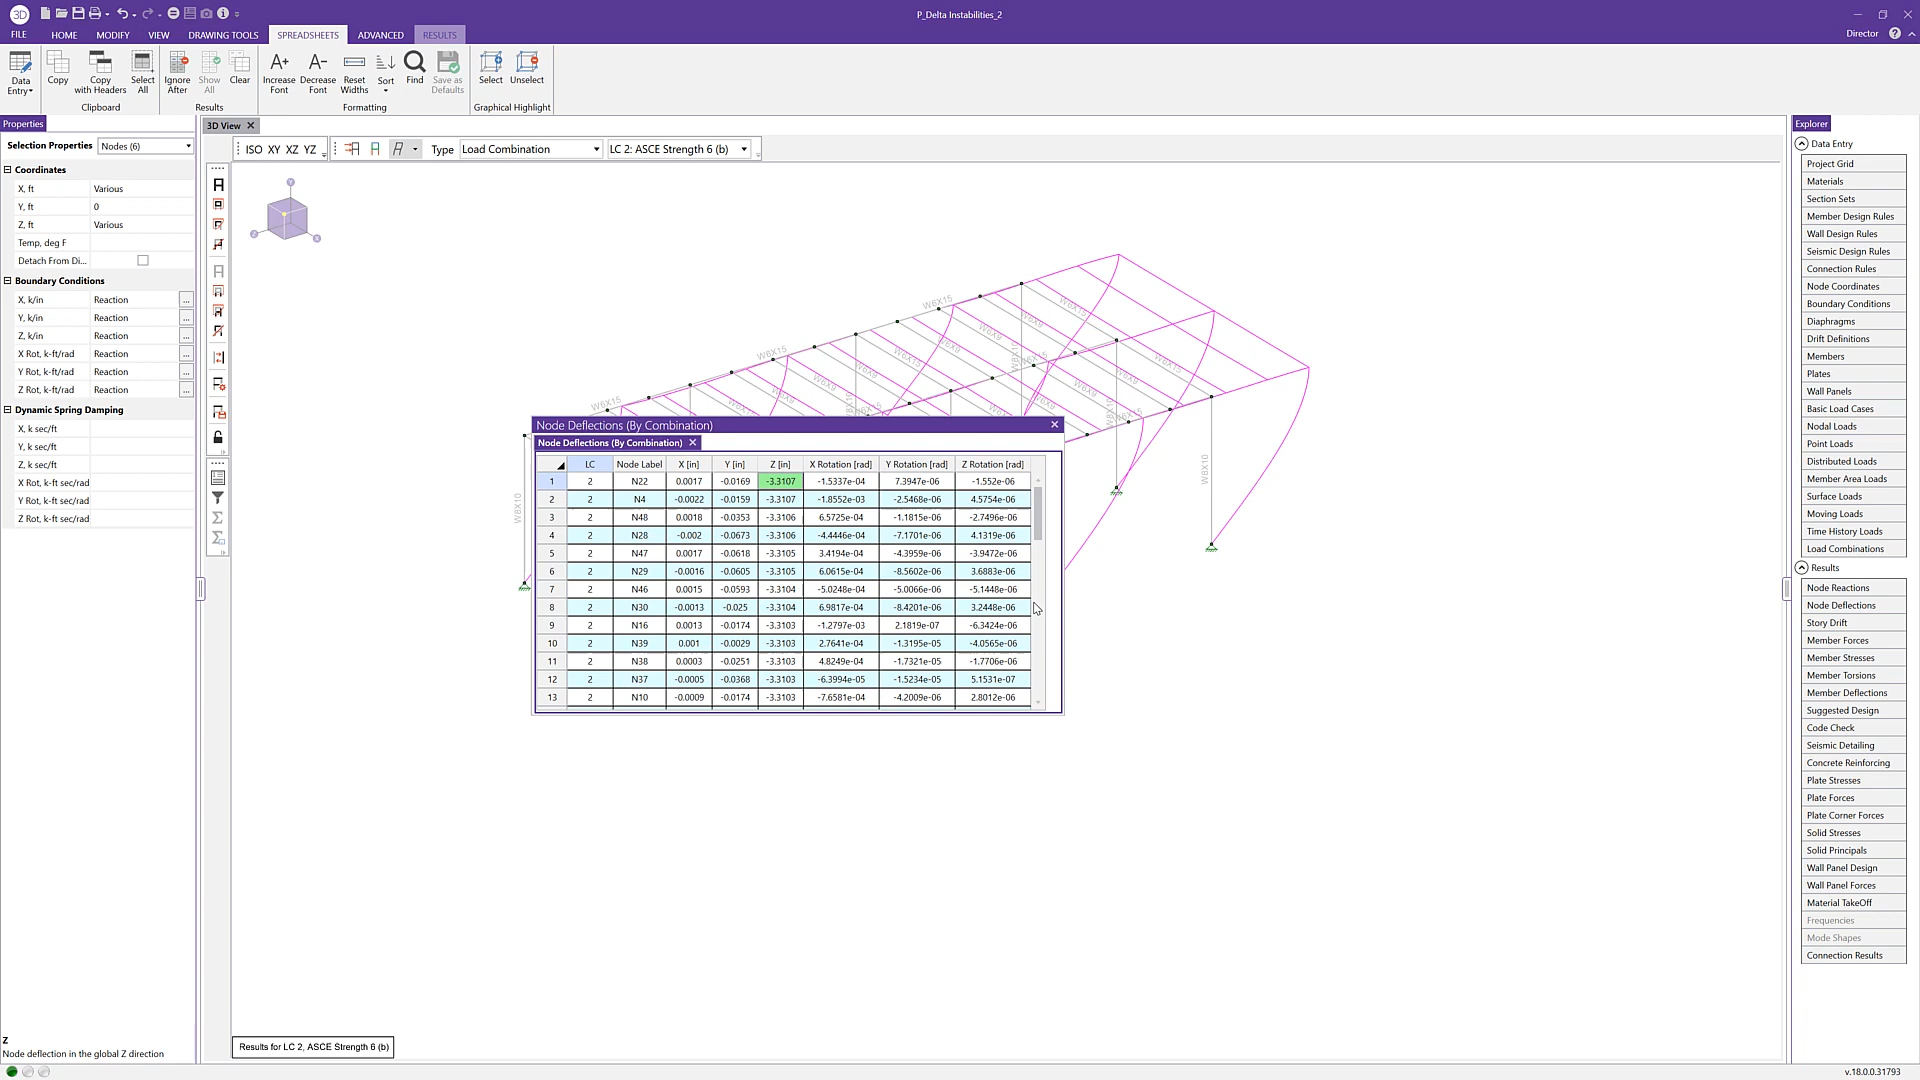 3D
P_Delta Instabilities_2
FILE HOME MODIFY VIEW DRAWING TOOLS SPREADSHEETS ADVANCED RESULTS Director
Data Entry
Copy
Copy with Headers
Select All
Ignore After
Show All
Clear
A+ Increase Font
A- Decrease Font
Reset Widths
Sort
Find
Save as Defaults
Select
Unselect
Clipboard Results Formatting Graphical Highlight
Properties
Selection Properties Nodes (6)
Coordinates
X, ft Various
Y, ft 0
Z, ft Various
Temp, deg F
Detach From Di...
Boundary Conditions
X, k/in Reaction ...
Y, k/in Reaction ...
Z, k/in Reaction ...
X Rot, k-ft/rad Reaction ...
Y Rot, k-ft/rad Reaction ...
Z Rot, k-ft/rad Reaction ...
Dynamic Spring Damping
X, k sec/ft
Y, k sec/ft
Z, k sec/ft
X Rot, k-ft sec/rad
Y Rot, k-ft sec/rad
Z Rot, k-ft sec/rad
Z
Node deflection in the global Z direction
3D View
ISO XY XZ YZ Type Load Combination LC 2: ASCE Strength 6 (b)
Y
Z
X
W6X15
W6X15
W6X15
W6X15
W6X15
W6X9
W6X9
W8X10
W8X10
W8X10
Node Deflections (By Combination)
Node Deflections (By Combination)
LC Node Label X [in] Y [in] Z [in] X Rotation [rad] Y Rotation [rad] Z Rotation [rad]
1 2 N22 0.0017 -0.0169 -3.3107 -1.5337e-04 7.3947e-06 -1.552e-06
2 2 N4 -0.0022 -0.0159 -3.3107 -1.8552e-03 -2.5468e-06 4.5754e-06
3 2 N48 0.0018 -0.0353 -3.3106 6.5725e-04 -1.1815e-06 -2.7496e-06
4 2 N28 -0.002 -0.0673 -3.3106 -4.4446e-04 -7.1701e-06 4.1319e-06
5 2 N47 0.0017 -0.0618 -3.3105 3.4194e-04 -4.3959e-06 -3.9472e-06
6 2 N29 -0.0016 -0.0605 -3.3105 6.0615e-04 -8.5602e-06 3.6883e-06
7 2 N46 0.0015 -0.0593 -3.3104 -5.0248e-04 -5.0066e-06 -5.1448e-06
8 2 N30 -0.0013 -0.025 -3.3104 6.9817e-04 -8.4201e-06 3.2448e-06
9 2 N16 0.0013 -0.0174 -3.3103 -1.2797e-03 2.1819e-07 -6.3424e-06
10 2 N39 0.001 -0.0029 -3.3103 2.7641e-04 -1.3195e-05 -4.0565e-06
11 2 N38 0.0003 -0.0251 -3.3103 4.8249e-04 -1.7321e-05 -1.7706e-06
12 2 N37 -0.0005 -0.0368 -3.3103 -6.3994e-05 -1.5234e-05 5.1531e-07
13 2 N10 -0.0009 -0.0174 -3.3103 -7.6581e-04 -4.2009e-06 2.8012e-06
Results for LC 2, ASCE Strength 6 (b)
Explorer
Data Entry
Project Grid
Materials
Section Sets
Member Design Rules
Wall Design Rules
Seismic Design Rules
Connection Rules
Node Coordinates
Boundary Conditions
Diaphragms
Drift Definitions
Members
Plates
Wall Panels
Basic Load Cases
Nodal Loads
Point Loads
Distributed Loads
Member Area Loads
Surface Loads
Moving Loads
Time History Loads
Load Combinations
Results
Node Reactions
Node Deflections
Story Drift
Member Forces
Member Stresses
Member Torsions
Member Deflections
Suggested Design
Code Check
Seismic Detailing
Concrete Reinforcing
Plate Stresses
Plate Forces
Plate Corner Forces
Solid Stresses
Solid Principals
Wall Panel Design
Wall Panel Forces
Material TakeOff
Frequencies
Mode Shapes
Connection Results
v.18.0.0.31793